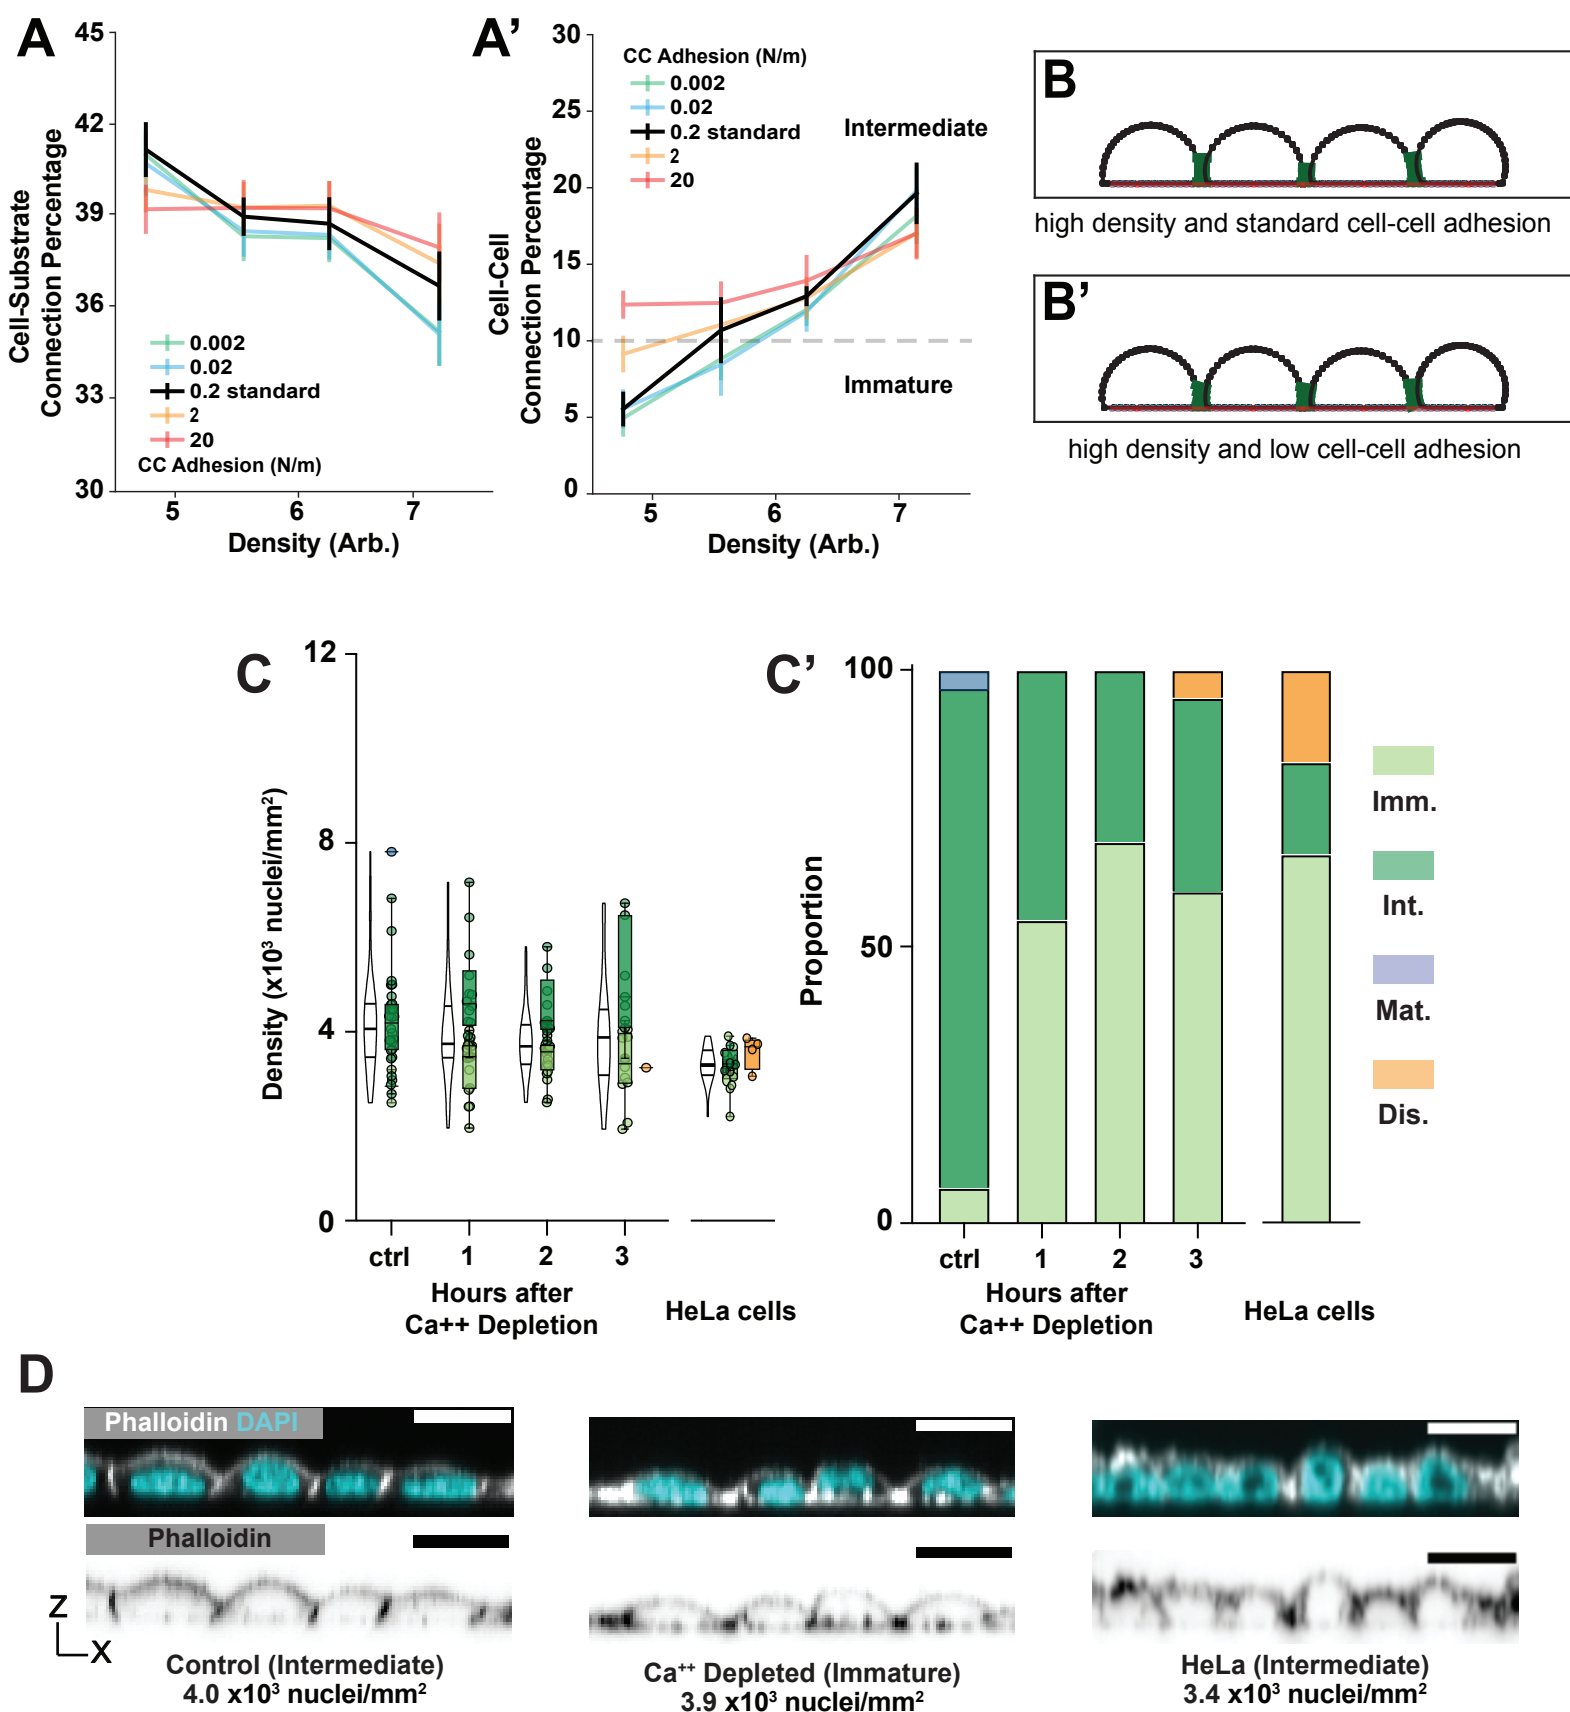 A
45
42
39
36
33
30
Cell-Substrate
Connection Percentage
0.002
0.02
0.2 standard
2
20
CC Adhesion (N/m)
5
6
7
Density (Arb.)
A'
30
25
20
15
10
5
0
Cell-Cell
Connection Percentage
CC Adhesion (N/m)
0.002
0.02
0.2 standard
2
20
Intermediate
Immature
5
6
7
Density (Arb.)
B
high density and standard cell-cell adhesion
B'
high density and low cell-cell adhesion
C
12
8
4
0
Density (x10³ nuclei/mm²)
ctrl
1
2
3
Hours after
Ca++ Depletion
HeLa cells
C'
100
50
0
Proportion
ctrl
1
2
3
Hours after
Ca++ Depletion
HeLa cells
Imm.
Int.
Mat.
Dis.
D
Phalloidin DAPI
Phalloidin
Z
X
Control (Intermediate)
4.0 x10³ nuclei/mm²
Ca⁺⁺ Depleted (Immature)
3.9 x10³ nuclei/mm²
HeLa (Intermediate)
3.4 x10³ nuclei/mm²